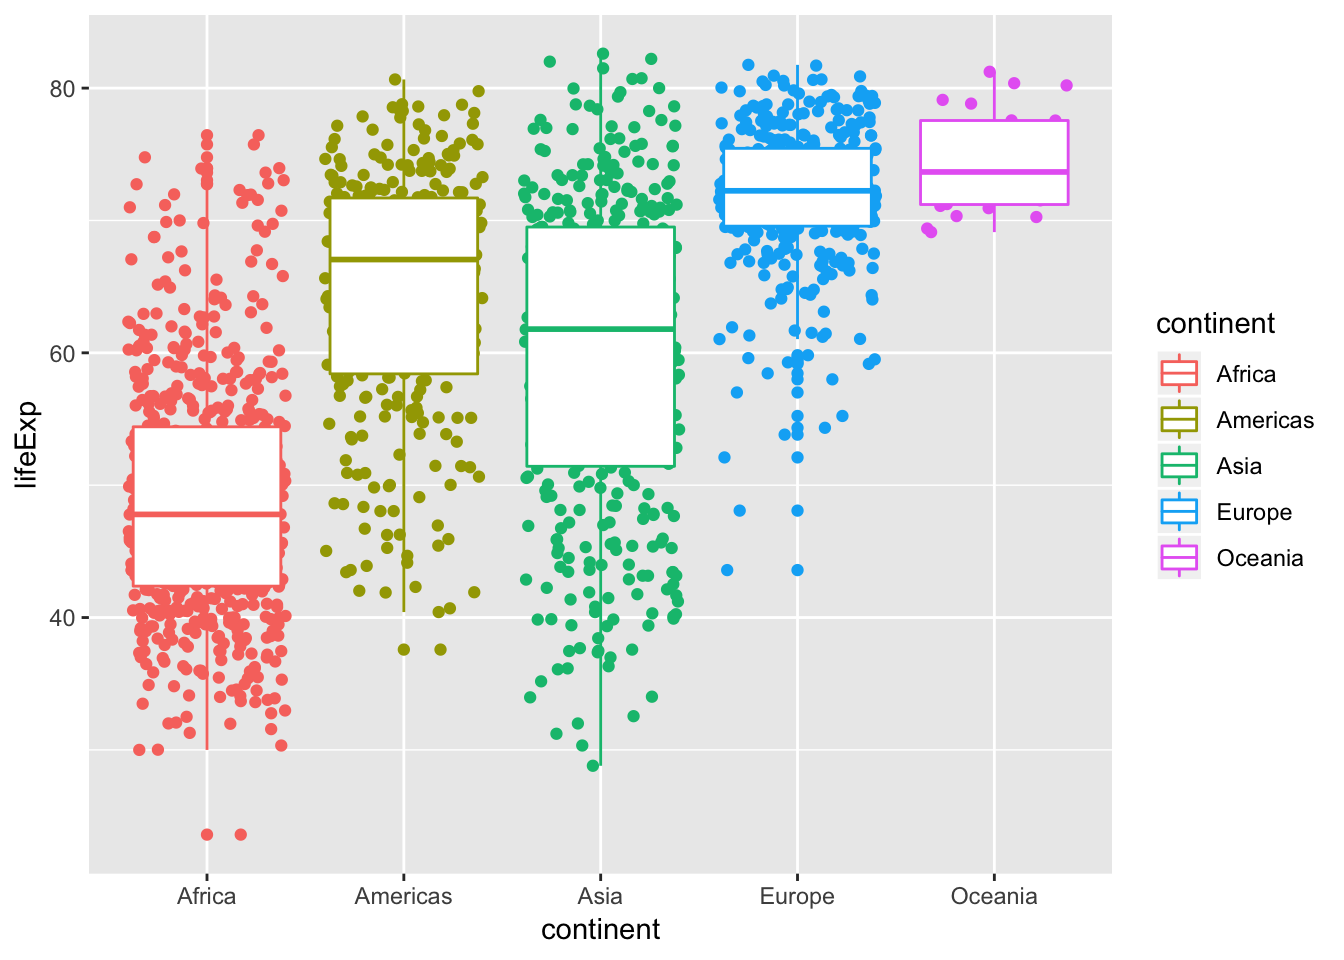 80
60
40
lifeExp
Africa Americas Asia Europe Oceania
continent
continent
Africa
Americas
Asia
Europe
Oceania